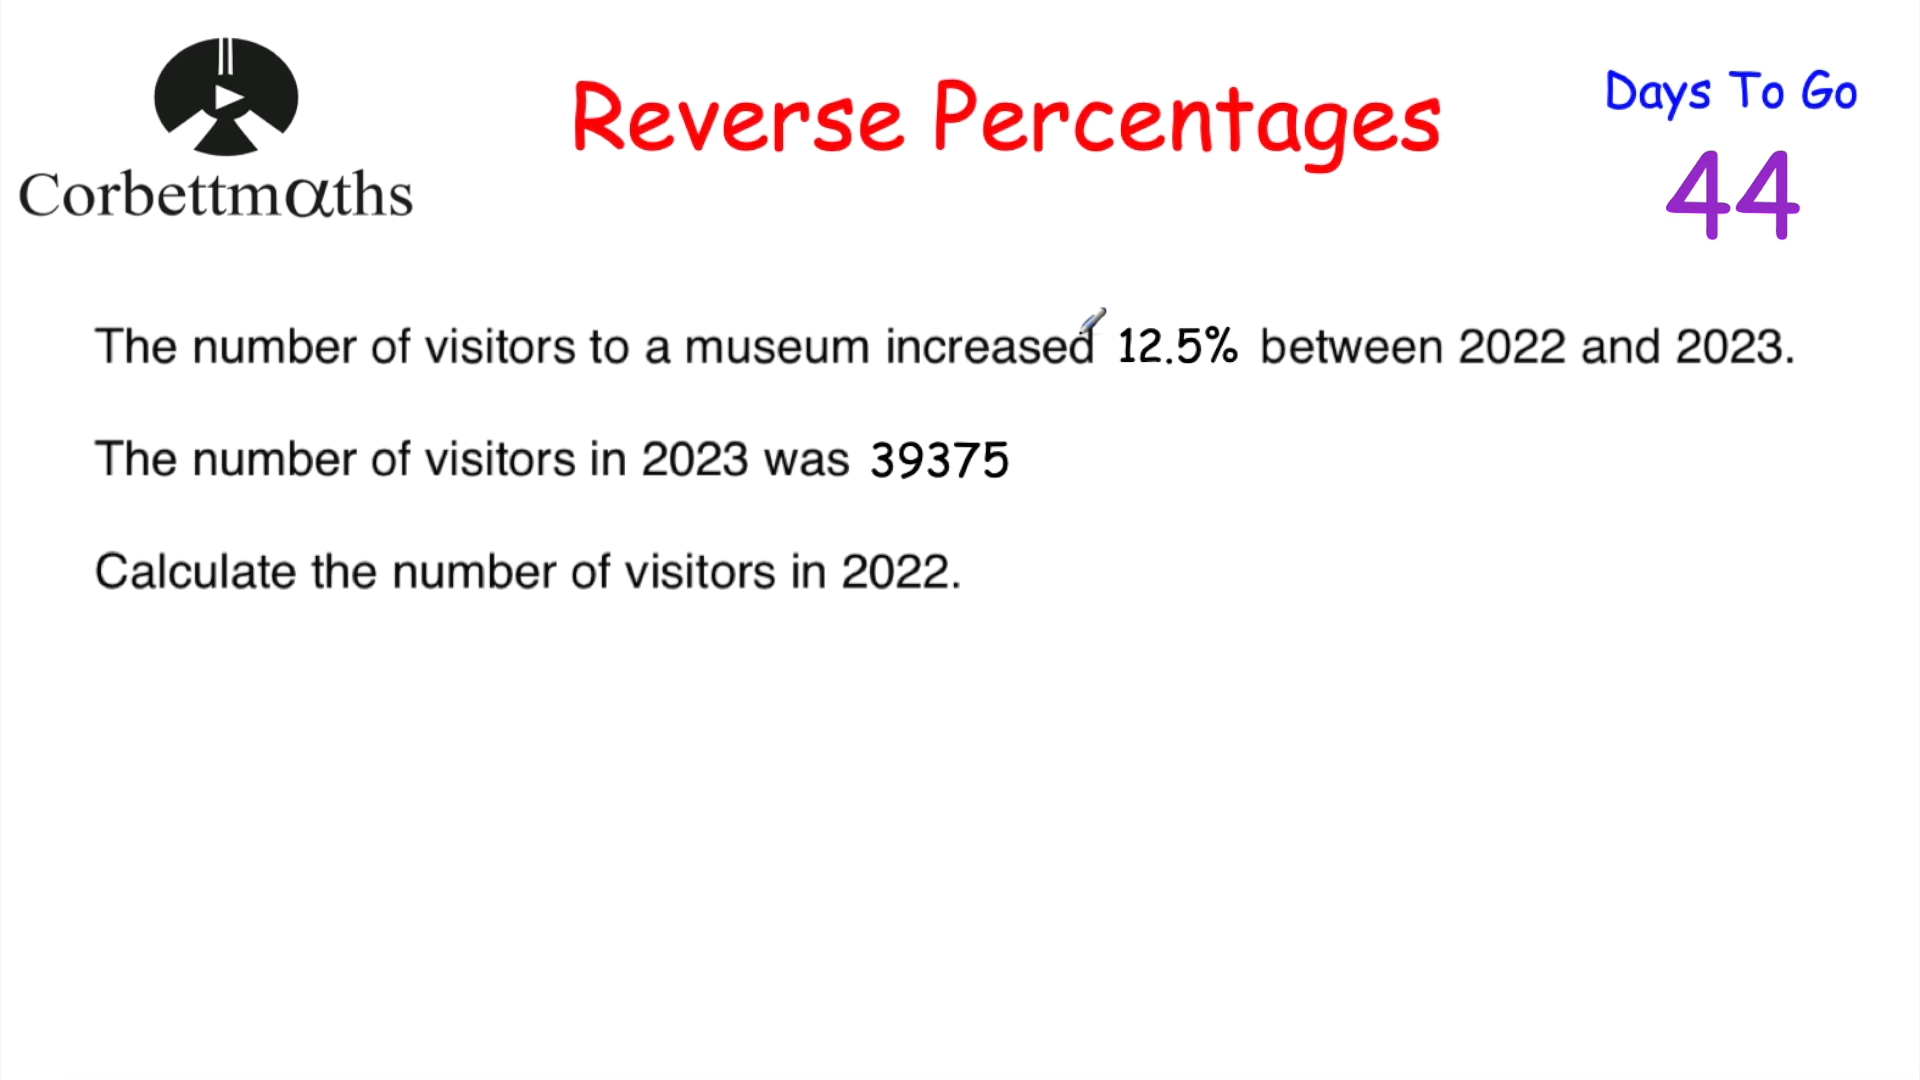 Corbettmαths
Reverse Percentages
Days To Go
44
The number of visitors to a museum increased 12.5% between 2022 and 2023.
The number of visitors in 2023 was 39375
Calculate the number of visitors in 2022.